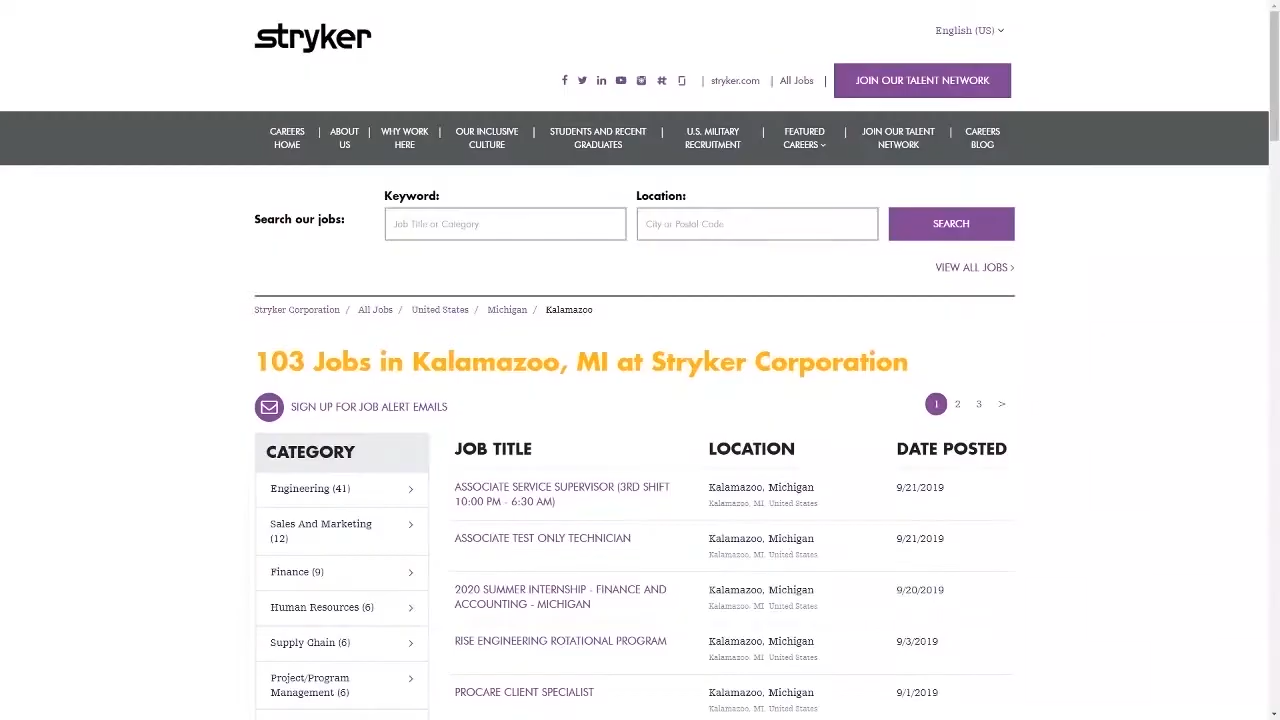 stryker
English (US)
| stryker.com | All Jobs | JOIN OUR TALENT NETWORK
CAREERS HOME | ABOUT US | WHY WORK HERE | OUR INCLUSIVE CULTURE | STUDENTS AND RECENT GRADUATES | U.S. MILITARY RECRUITMENT | FEATURED CAREERS | JOIN OUR TALENT NETWORK | CAREERS BLOG
Keyword: Location:
Search our jobs: Job Title or Category City or Postal Code SEARCH
VIEW ALL JOBS >
Stryker Corporation / All Jobs / United States / Michigan / Kalamazoo
103 Jobs in Kalamazoo, MI at Stryker Corporation
SIGN UP FOR JOB ALERT EMAILS 1 2 3 >
CATEGORY
Engineering (41) >
Sales And Marketing >
(12)
Finance (9) >
Human Resources (6) >
Supply Chain (6) >
Project/Program >
Management (6)
JOB TITLE LOCATION DATE POSTED
ASSOCIATE SERVICE SUPERVISOR (3RD SHIFT Kalamazoo, Michigan 9/21/2019
10:00 PM - 6:30 AM) Kalamazoo, MI, United States
ASSOCIATE TEST ONLY TECHNICIAN Kalamazoo, Michigan 9/21/2019
Kalamazoo, MI, United States
2020 SUMMER INTERNSHIP - FINANCE AND Kalamazoo, Michigan 9/20/2019
ACCOUNTING - MICHIGAN Kalamazoo, MI, United States
RISE ENGINEERING ROTATIONAL PROGRAM Kalamazoo, Michigan 9/3/2019
Kalamazoo, MI, United States
PROCARE CLIENT SPECIALIST Kalamazoo, Michigan 9/1/2019
Kalamazoo, MI, United States